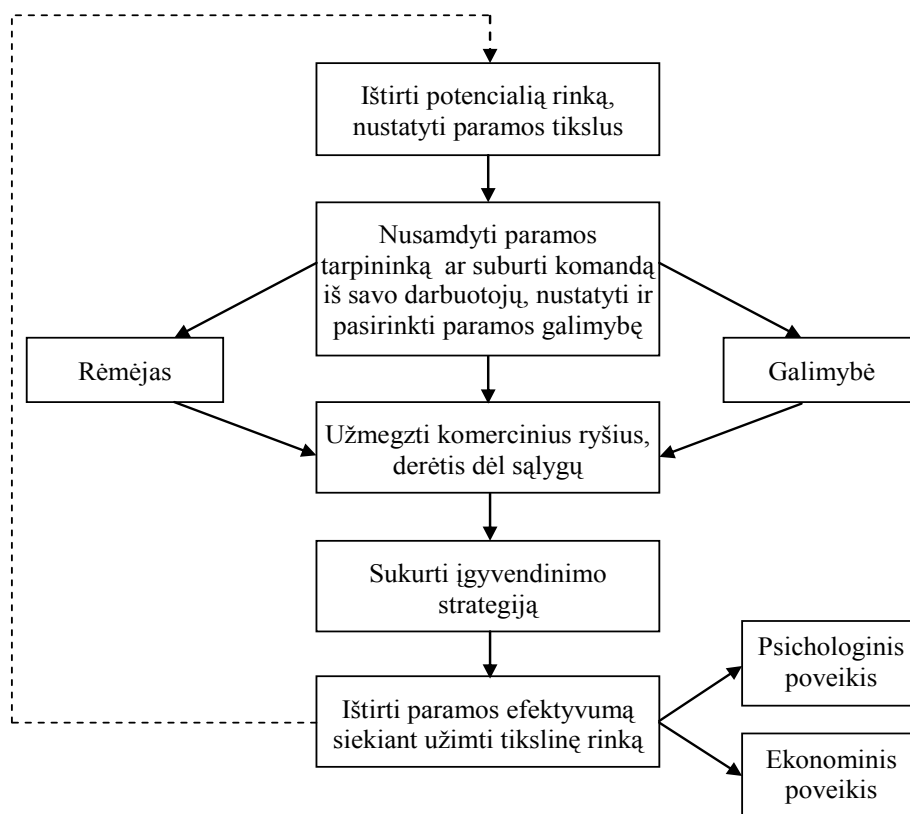 Ištirti potencialią rinką,
nustatyti paramos tikslus
Nusamdyti paramos
tarpininką ar suburti komandą
iš savo darbuotojų, nustatyti ir
pasirinkti paramos galimybę
Rėmėjas
Galimybė
Užmegzti komercinius ryšius,
derėtis dėl sąlygų
Sukurti įgyvendinimo
strategiją
Psichologinis
poveikis
Ištirti paramos efektyvumą
siekiant užimti tikslinę rinką
Ekonominis
poveikis